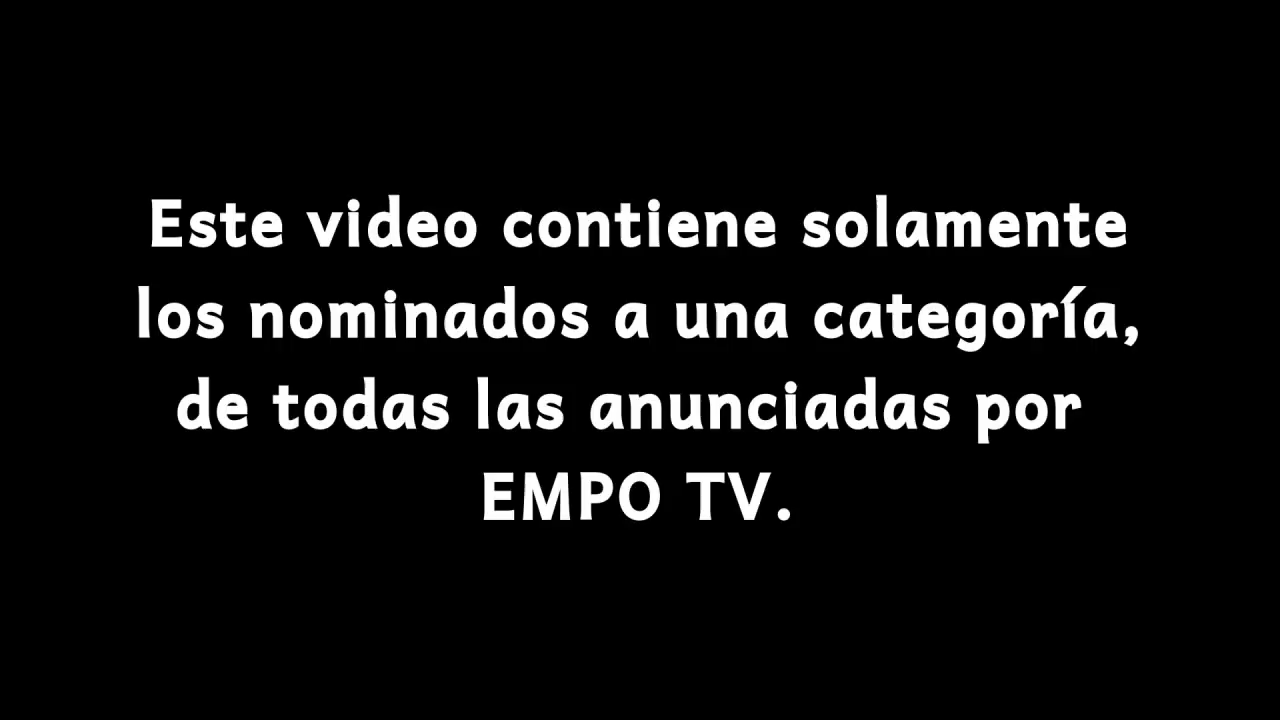 Este video contiene solamente
los nominados a una categoría,
de todas las anunciadas por
EMPO TV.